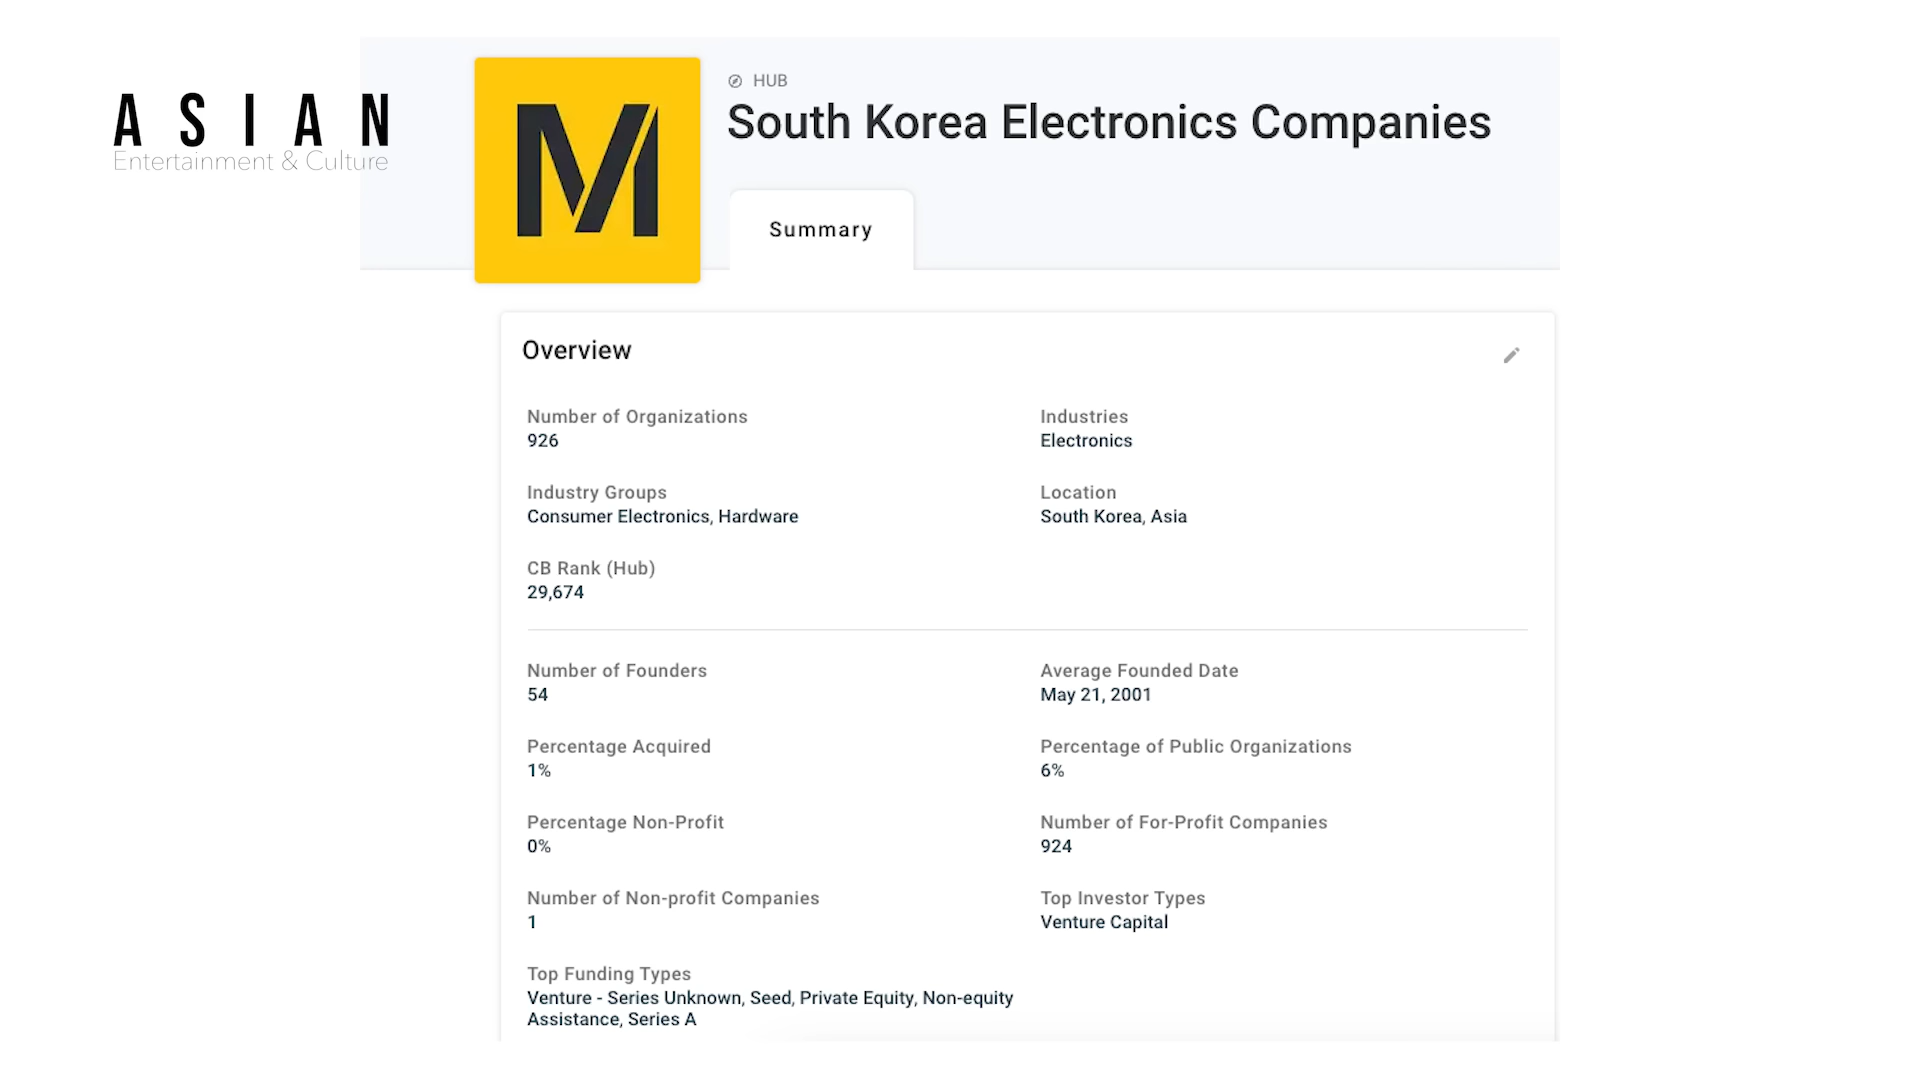 A S I A N
Entertainment & Culture
M
HUB
South Korea Electronics Companies
Summary
Overview
Number of Organizations
926
Industries
Electronics
Industry Groups
Consumer Electronics, Hardware
Location
South Korea, Asia
CB Rank (Hub)
29,674
Number of Founders
54
Average Founded Date
May 21, 2001
Percentage Acquired
1%
Percentage of Public Organizations
6%
Percentage Non-Profit
0%
Number of For-Profit Companies
924
Number of Non-profit Companies
1
Top Investor Types
Venture Capital
Top Funding Types
Venture - Series Unknown, Seed, Private Equity, Non-equity
Assistance, Series A